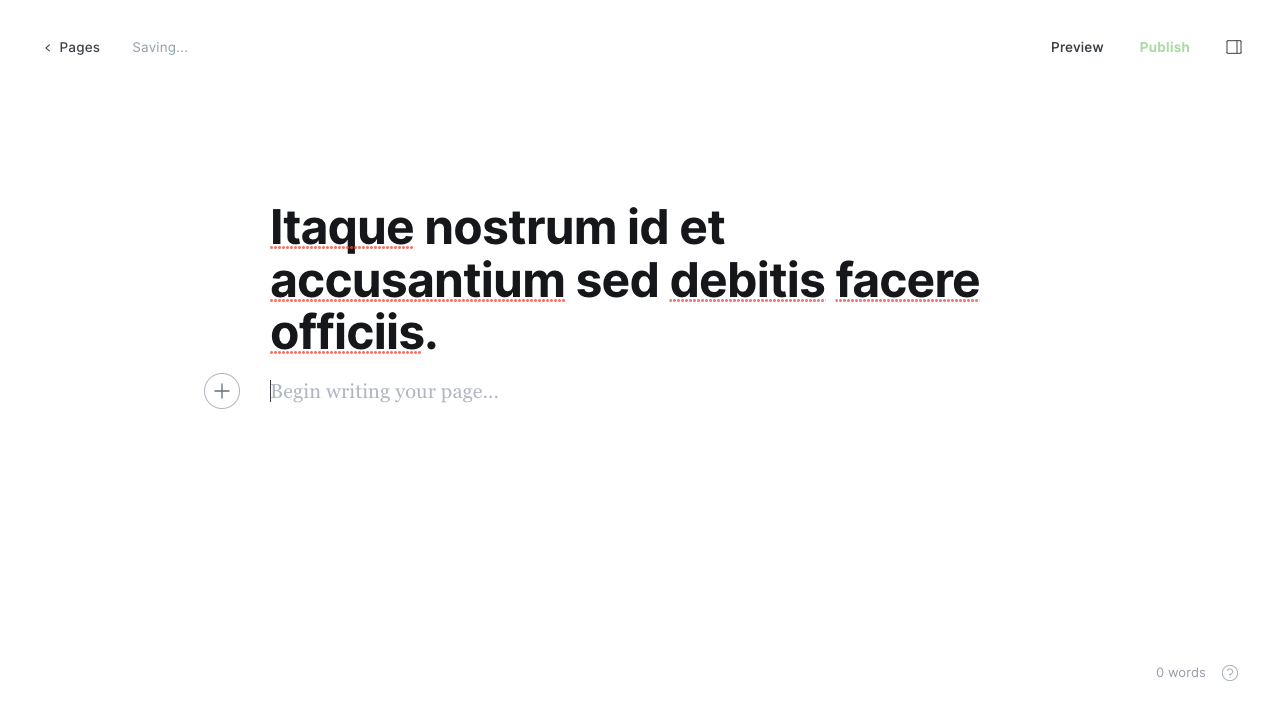 Pages
Saving...
Preview
Publish
Itaque nostrum id et
accusantium sed debitis facere
officiis.
Begin writing your page...
0 words